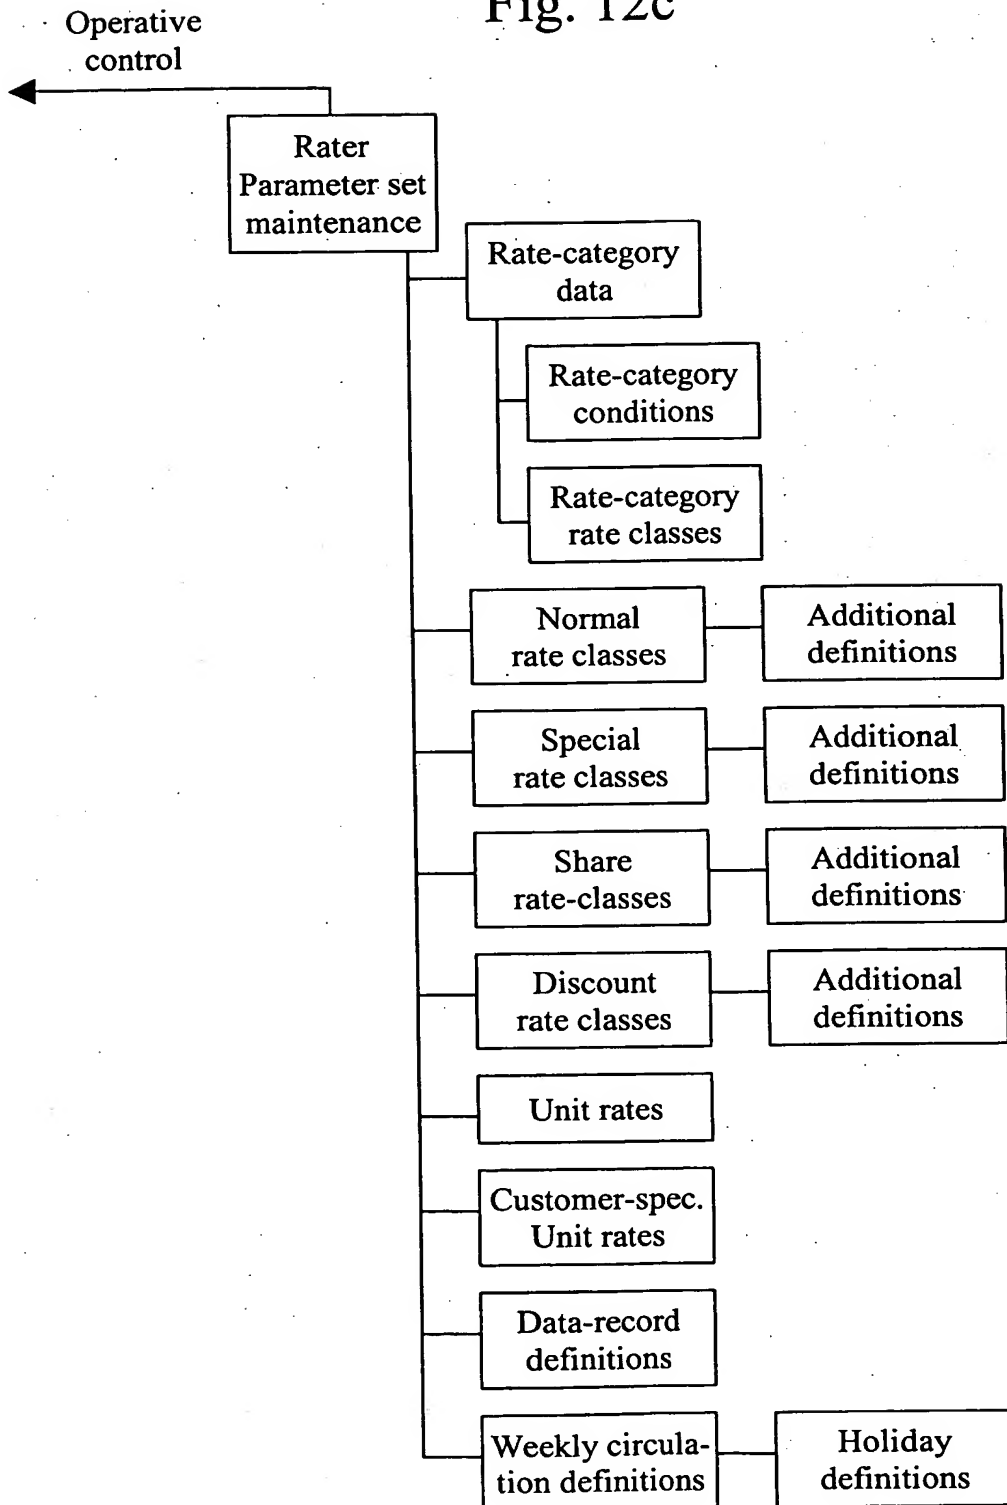 Fig. 12c
Operative
control
Rater
Parameter set
maintenance
Rate-category
data
Rate-category
conditions
Rate-category
rate classes
Normal
rate classes
Additional
definitions
Special
rate classes
Additional
definitions
Share
rate-classes
Additional
definitions
Discount
rate classes
Additional
definitions
Unit rates
Customer-spec.
Unit rates
Data-record
definitions
Weekly circula-
tion definitions
Holiday
definitions